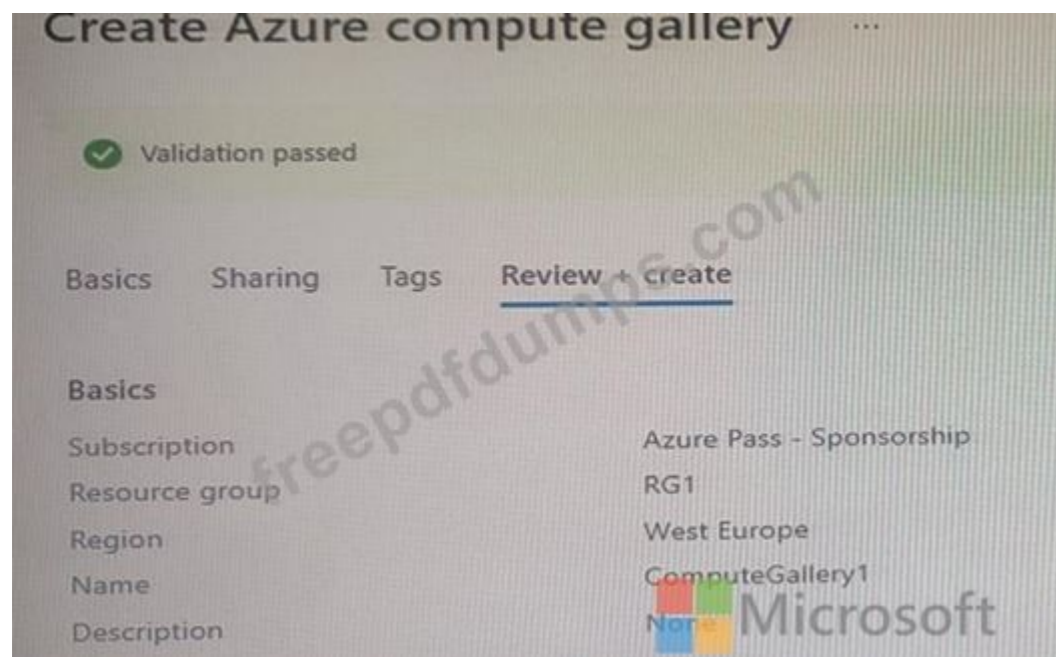 Create Azure compute gallery ...
Validation passed
Basics Sharing Tags Review + create
freepdfdumps.com
Basics
Subscription Azure Pass - Sponsorship
Resource group RG1
Region West Europe
Name ComputeGallery1
Description None
Microsoft